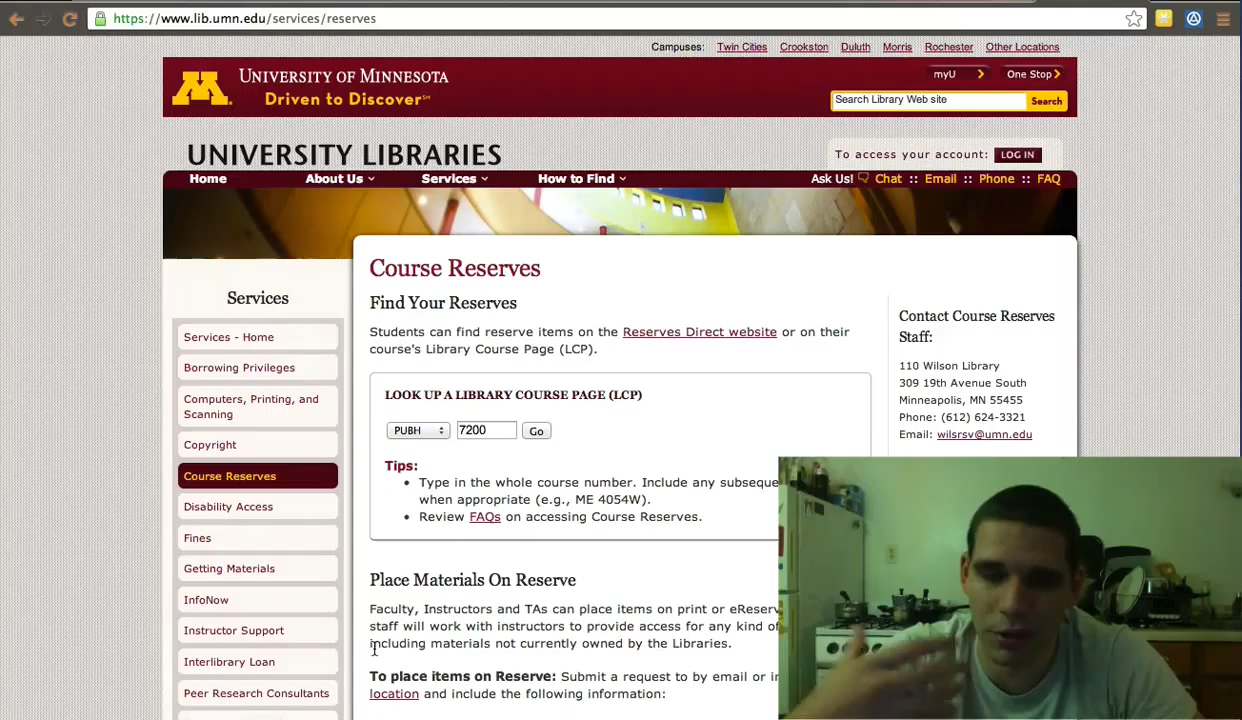 https://www.lib.umn.edu/services/reserves
Campuses: Twin Cities Crookston Duluth Morris Rochester Other Locations
UNIVERSITY OF MINNESOTA
Driven to Discover℠
myU One Stop
Search Library Web site Search
UNIVERSITY LIBRARIES
To access your account: LOG IN
Home About Us Services How to Find Ask Us! Chat :: Email :: Phone :: FAQ
Services
Services - Home
Borrowing Privileges
Computers, Printing, and
Scanning
Copyright
Course Reserves
Disability Access
Fines
Getting Materials
InfoNow
Instructor Support
Interlibrary Loan
Peer Research Consultants
Course Reserves
Find Your Reserves
Students can find reserve items on the Reserves Direct website or on their
course's Library Course Page (LCP).
LOOK UP A LIBRARY COURSE PAGE (LCP)
PUBH 7200 Go
Tips:
• Type in the whole course number. Include any subseque
when appropriate (e.g., ME 4054W).
• Review FAQs on accessing Course Reserves.
Place Materials On Reserve
Faculty, Instructors and TAs can place items on print or eReserv
staff will work with instructors to provide access for any kind of
including materials not currently owned by the Libraries.
To place items on Reserve: Submit a request to by email or i
location and include the following information:
Contact Course Reserves
Staff:
110 Wilson Library
309 19th Avenue South
Minneapolis, MN 55455
Phone: (612) 624-3321
Email: wilsrsv@umn.edu